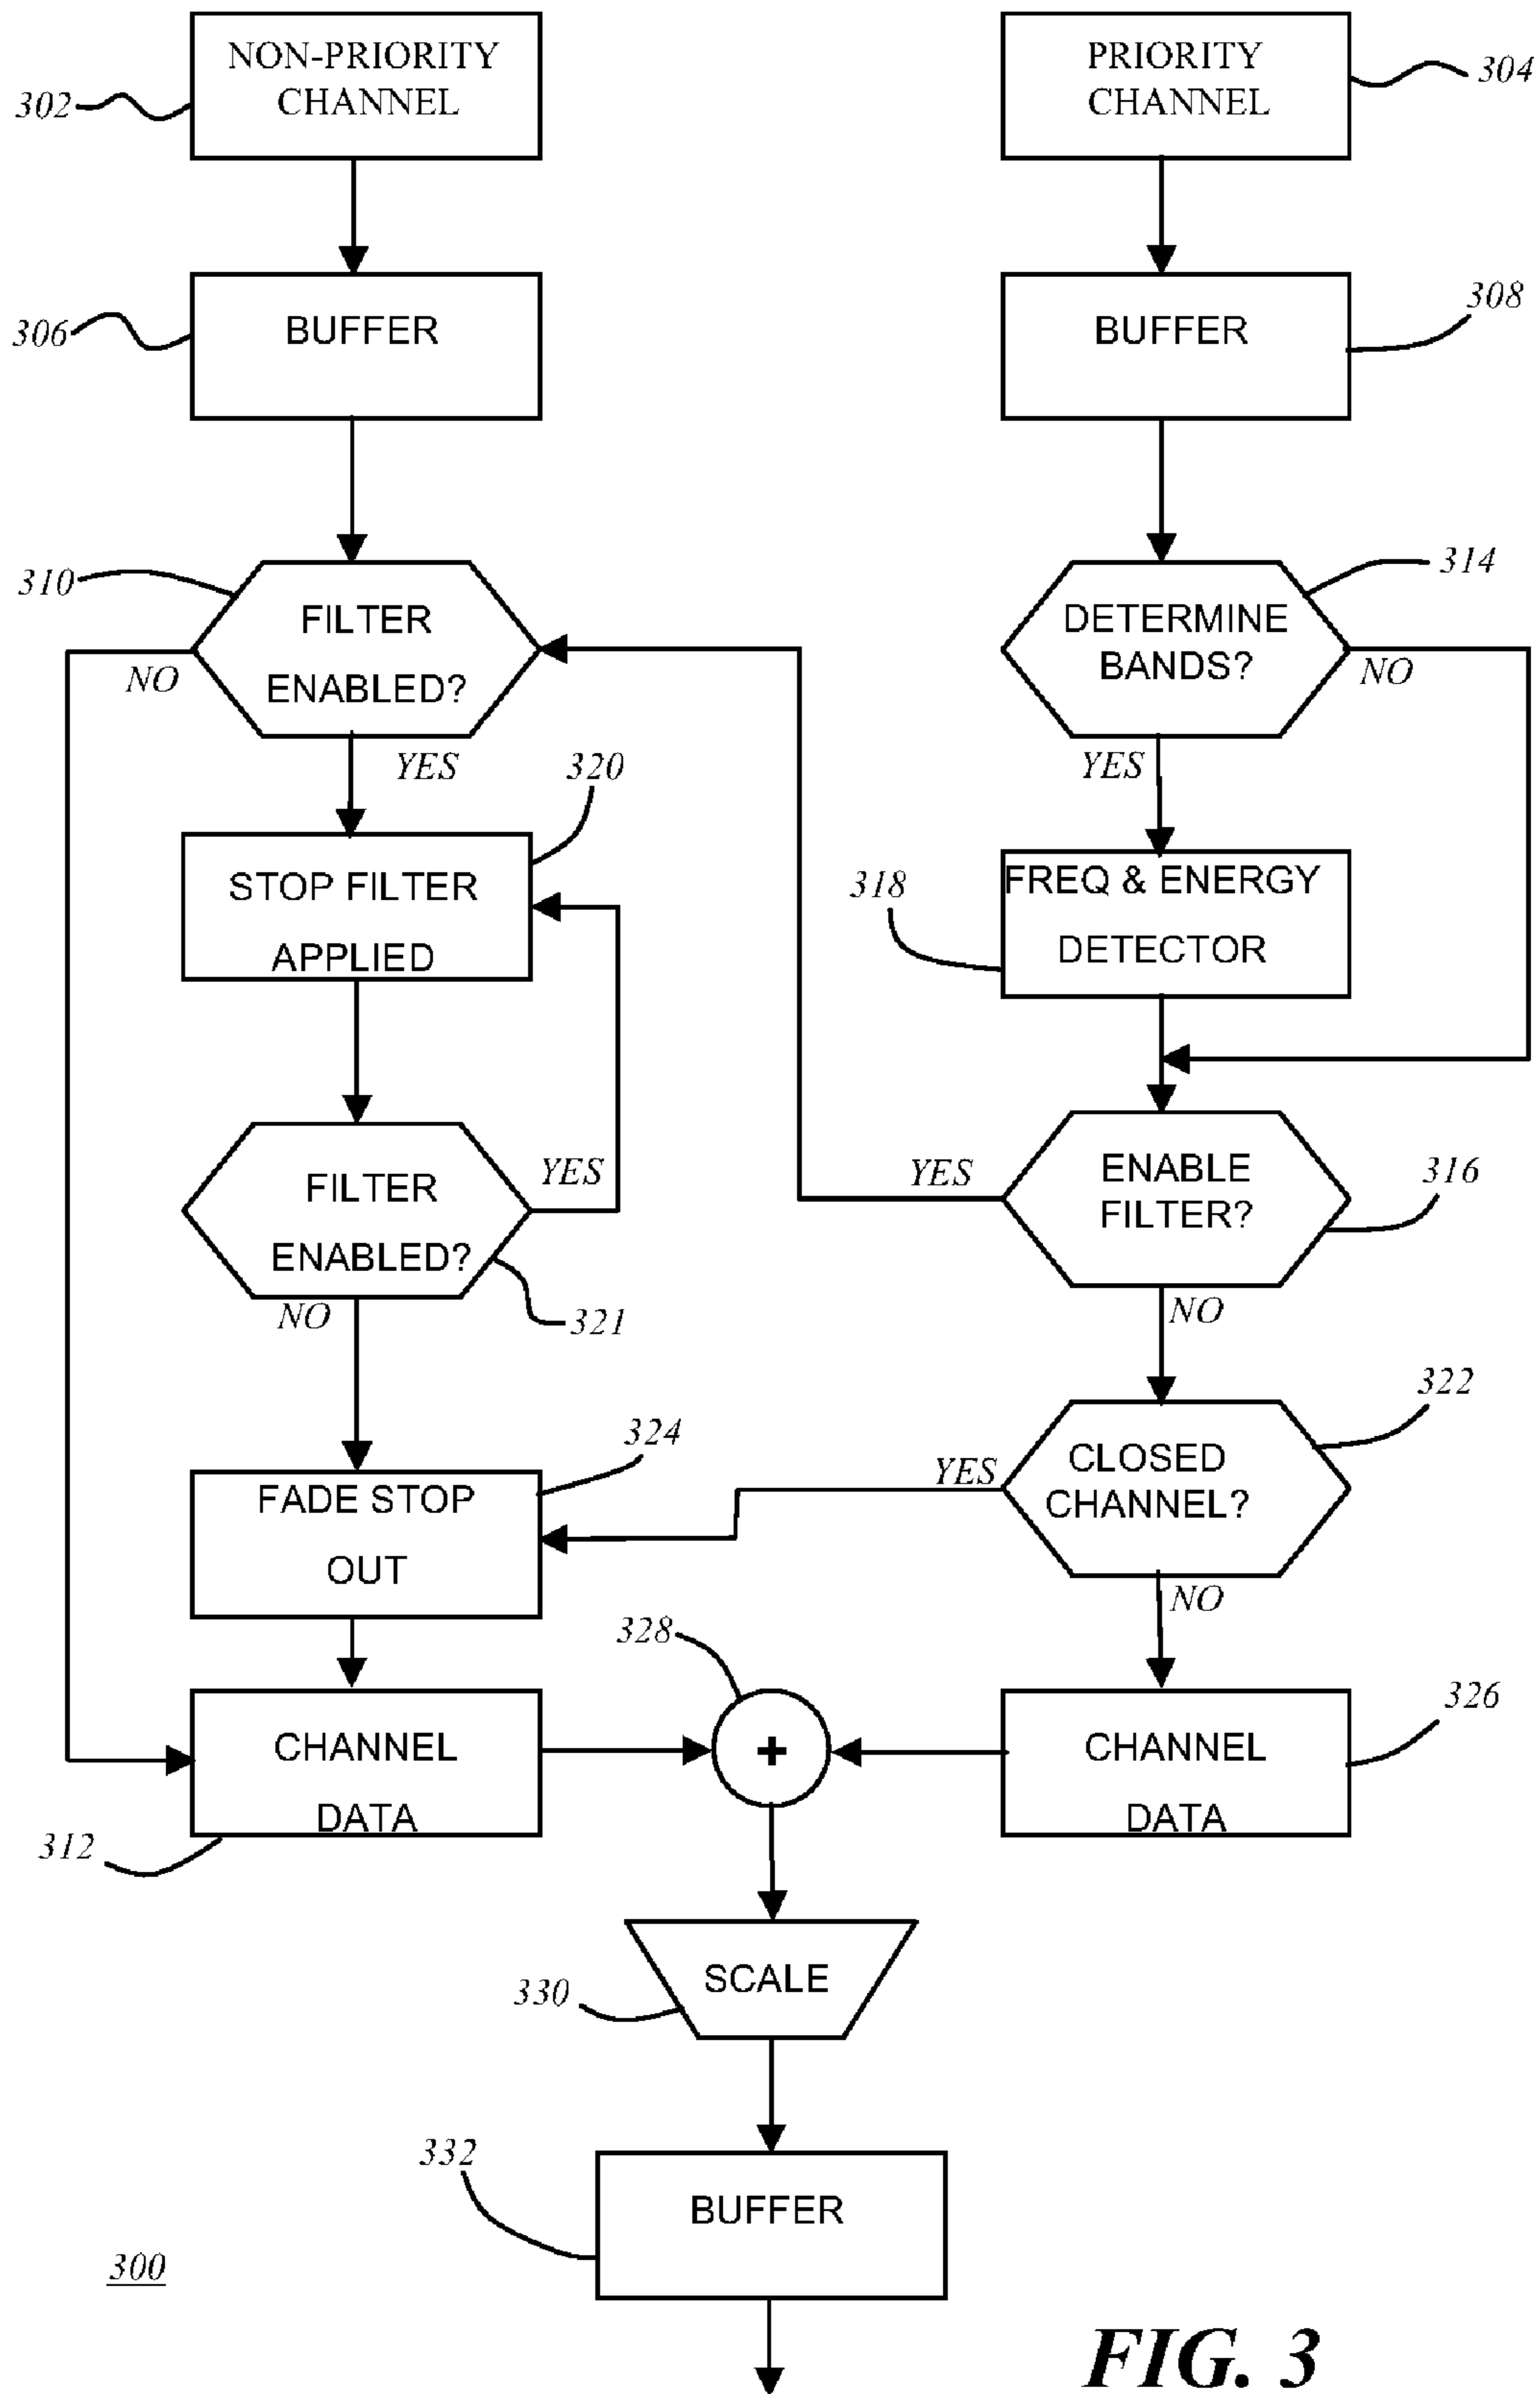 NON-PRIORITY
CHANNEL
302
PRIORITY
CHANNEL
304
BUFFER
306
BUFFER
308
FILTER
ENABLED?
310
NO
YES
DETERMINE
BANDS?
314
NO
YES
320
STOP FILTER
APPLIED
318
FREQ & ENERGY
DETECTOR
FILTER
ENABLED?
YES
321
NO
YES
ENABLE
FILTER?
316
NO
324
FADE STOP
OUT
YES
CLOSED
CHANNEL?
322
NO
328
CHANNEL
DATA
312
+
CHANNEL
DATA
326
SCALE
330
332
BUFFER
300
FIG. 3